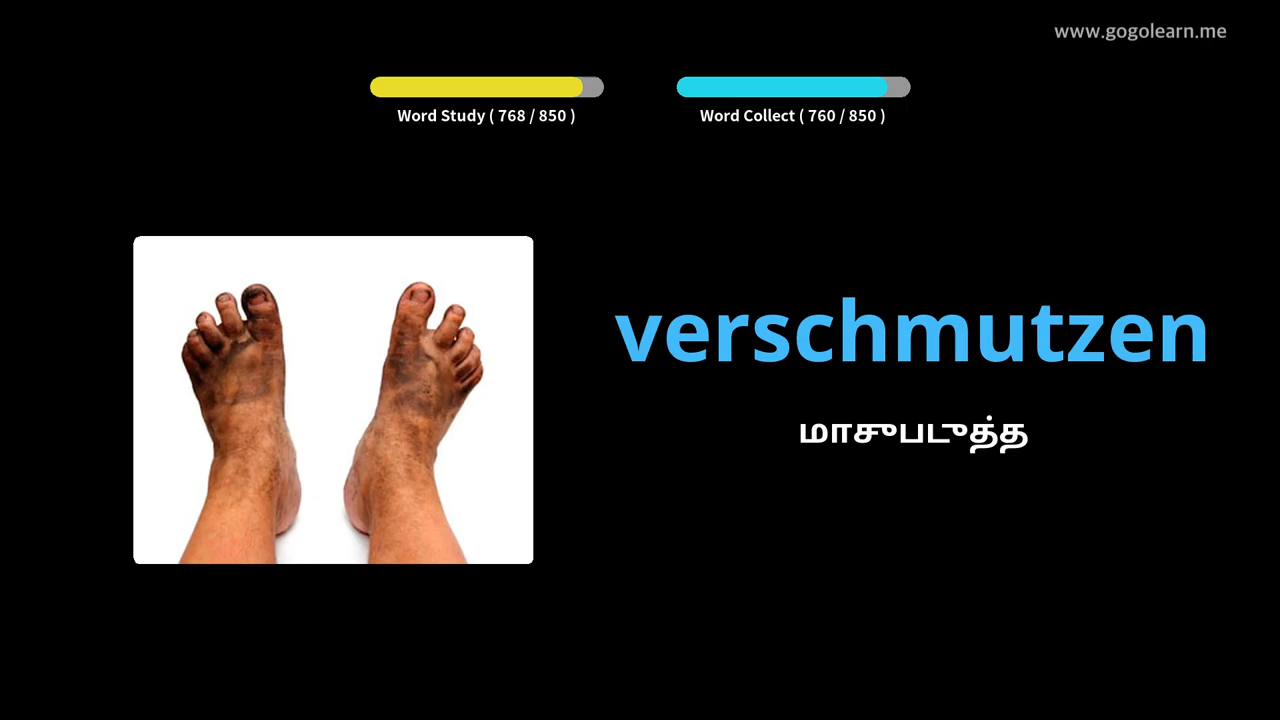 www.gogolearn.me
Word Study ( 768 / 850 )
Word Collect ( 760 / 850 )
verschmutzen
மாசுபடுத்த